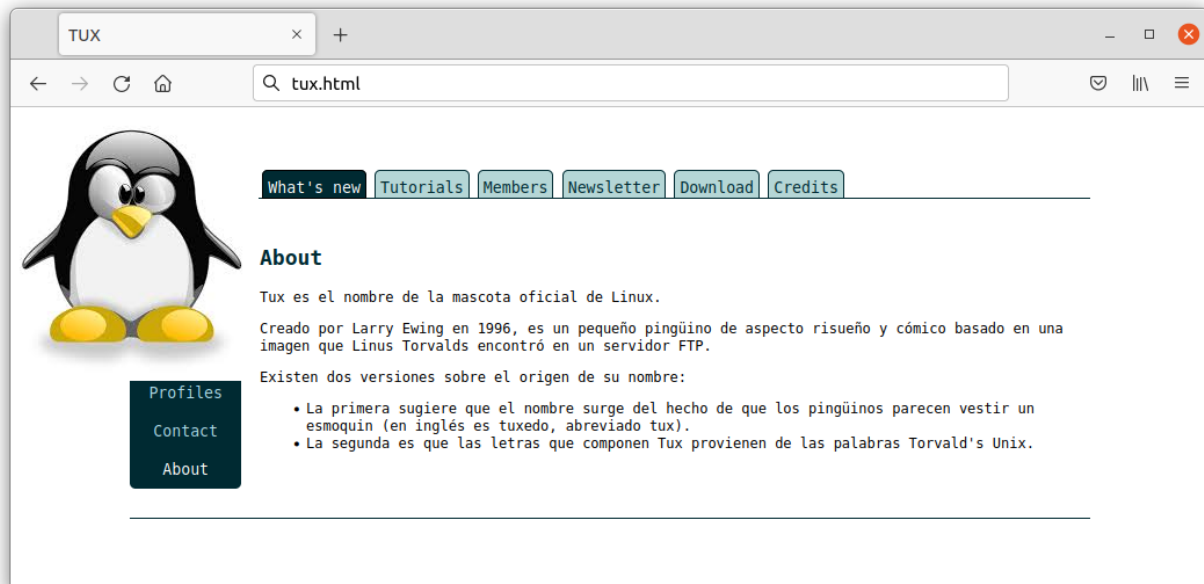 TUX
tux.html
What's new Tutorials Members Newsletter Download Credits
About
Tux es el nombre de la mascota oficial de Linux.
Creado por Larry Ewing en 1996, es un pequeño pingüino de aspecto risueño y cómico basado en una
imagen que Linus Torvalds encontró en un servidor FTP.
Existen dos versiones sobre el origen de su nombre:
• La primera sugiere que el nombre surge del hecho de que los pingüinos parecen vestir un
esmoquin (en inglés es tuxedo, abreviado tux).
• La segunda es que las letras que componen Tux provienen de las palabras Torvald's Unix.
Profiles
Contact
About